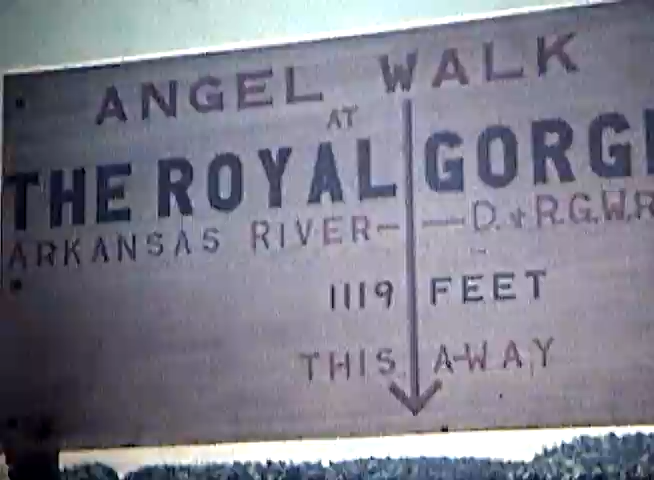 ANGEL WALK
AT
THE ROYAL GORG
ARKANSAS RIVER- -D. & R.G.W.R
1119 FEET
THIS A-WAY